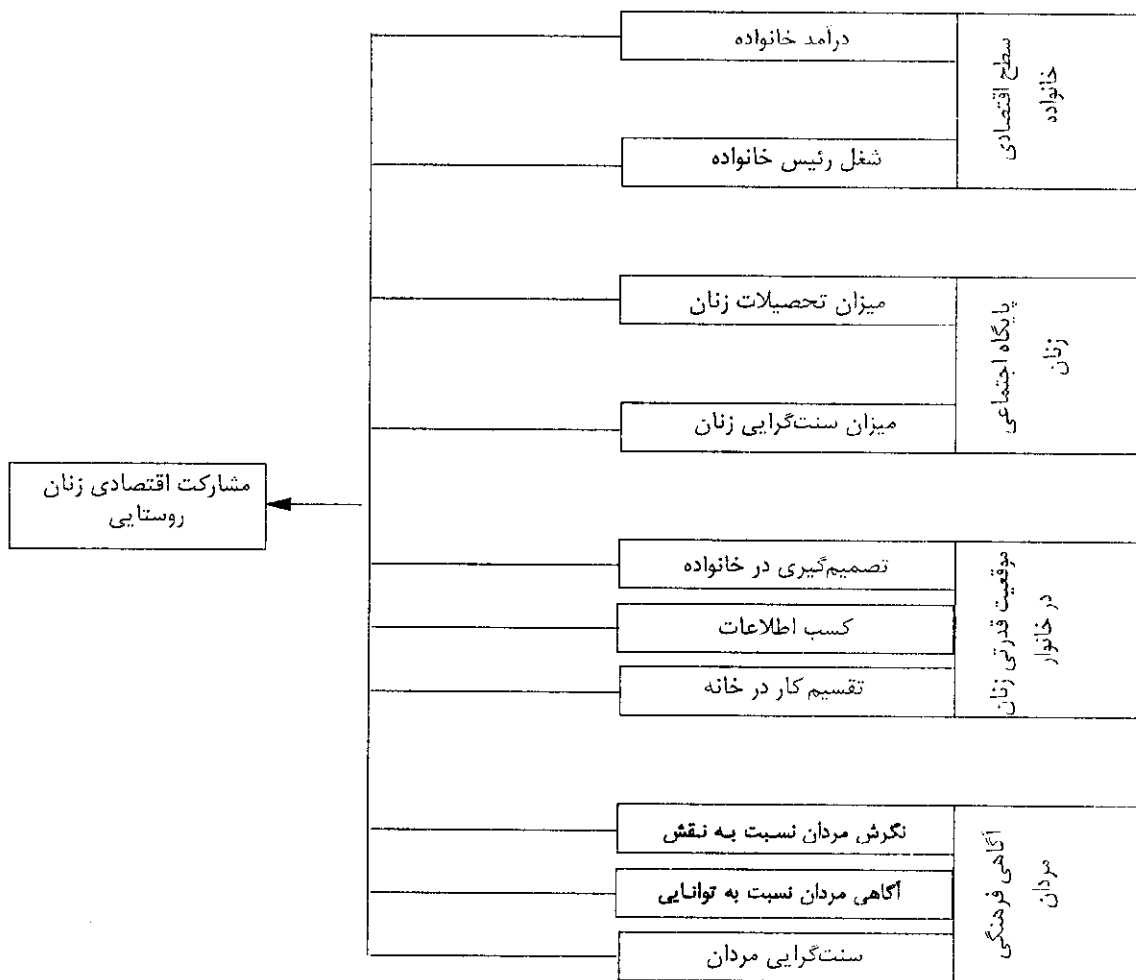 درآمد خانواده
شغل رئیس خانواده
سطح اقتصادی
خانواده
میزان تحصیلات زنان
میزان سنت‌گرایی زنان
پایگاه اجتماعی
زنان
مشارکت اقتصادی زنان
روستایی
تصمیم‌گیری در خانواده
کسب اطلاعات
تقسیم کار در خانه
موقعیت قدرتی زنان
در خانوار
نگرش مردان نسبت به نقش
آگاهی مردان نسبت به توانایی
سنت‌گرایی مردان
آگاهی فرهنگی
مردان